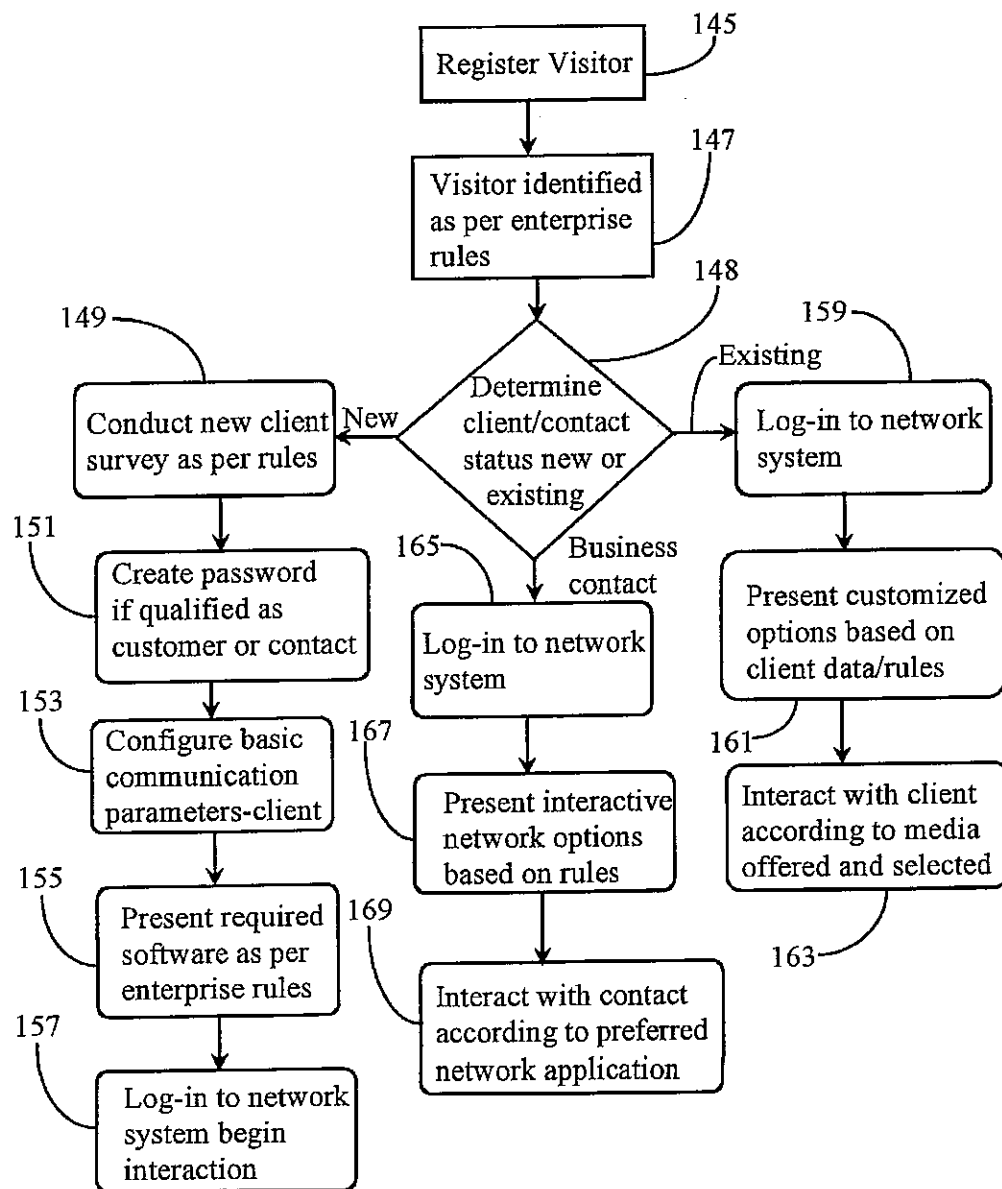 145
Register Visitor
147
Visitor identified
as per enterprise
rules
148
149
159
Existing
New
Determine
client/contact
status new or
existing
Conduct new client
survey as per rules
Log-in to network
system
151
165
Business
contact
Create password
if qualified as
customer or contact
Log-in to network
system
Present customized
options based on
client data/rules
153
167
161
Configure basic
communication
parameters-client
Present interactive
network options
based on rules
Interact with client
according to media
offered and selected
155
169
163
Present required
software as per
enterprise rules
Interact with contact
according to preferred
network application
157
Log-in to network
system begin
interaction